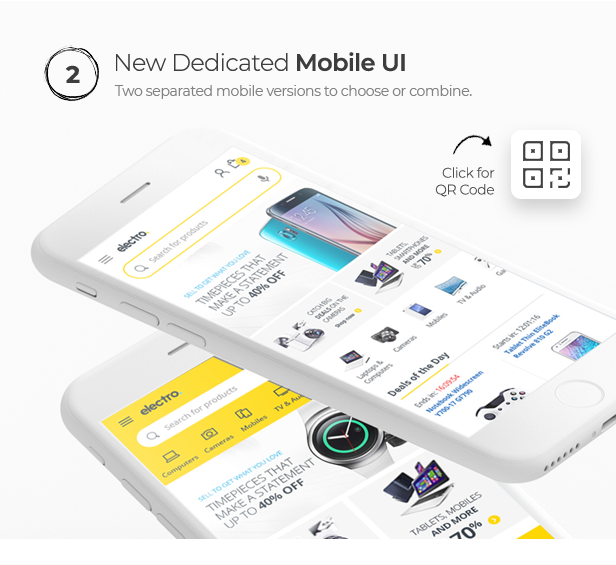 2
New Dedicated Mobile UI
Two separated mobile versions to choose or combine.
Click for
QR Code
4
electro.
Search for products
12:45
SELL TO GET WHAT YOU LOVE
TIMEPIECES THAT
MAKE A STATEMENT
UP TO 40% OFF
CATCH BIG
DEALS ON THE
CAMERAS
Shop now
TABLETS,
SMARTPHONES
AND MORE
70%
Laptops &
Computers
Cameras
Mobiles
TV & Audio
Deals of the Day
Ends in: 16:09:54
Notebook Widescreen
Y700-17 GF790
Starts in: 12:01:16
Tablet Thin EliteBook
Revolve 810 G2
electro
Search for products
Computers
Cameras
Mobiles
TV & Au
SELL TO GET WHAT YOU LOVE
TIMEPIECES THAT
MAKE A STATEMENT
UP TO 40% OFF
TABLETS, MOBILES
AND MORE
70%